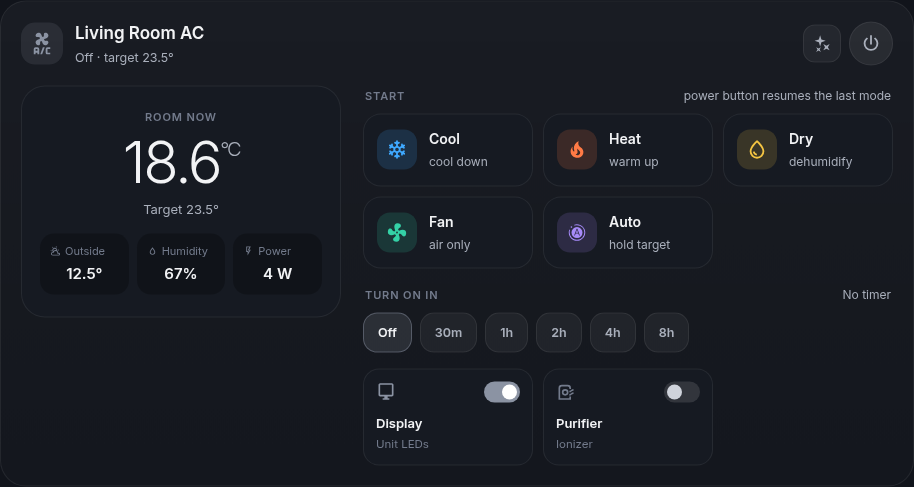 A/C
Living Room AC
Off · target 23.5°
ROOM NOW
18.6°C
Target 23.5°
Outside
12.5°
Humidity
67%
Power
4 W
START
power button resumes the last mode
Cool
cool down
Heat
warm up
Dry
dehumidify
Fan
air only
A
Auto
hold target
TURN ON IN
No timer
Off
30m
1h
2h
4h
8h
Display
Unit LEDs
Purifier
Ionizer